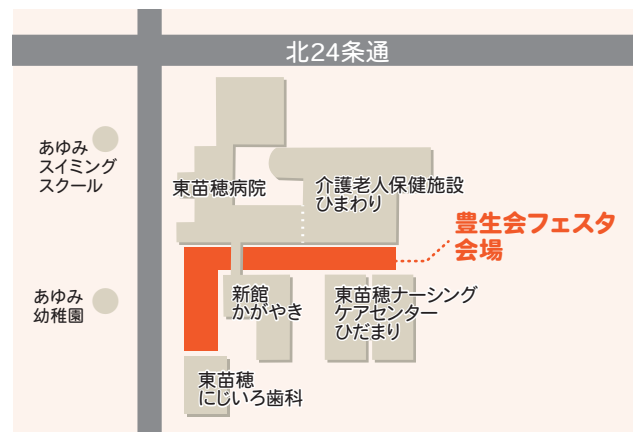 北24条通
あゆみ
スイミング
スクール
東苗穂病院
介護老人保健施設
ひまわり
豊生会フェスタ
会場
あゆみ
幼稚園
新館
かがやき
東苗穂ナーシング
ケアセンター
ひだまり
東苗穂
にじいろ歯科